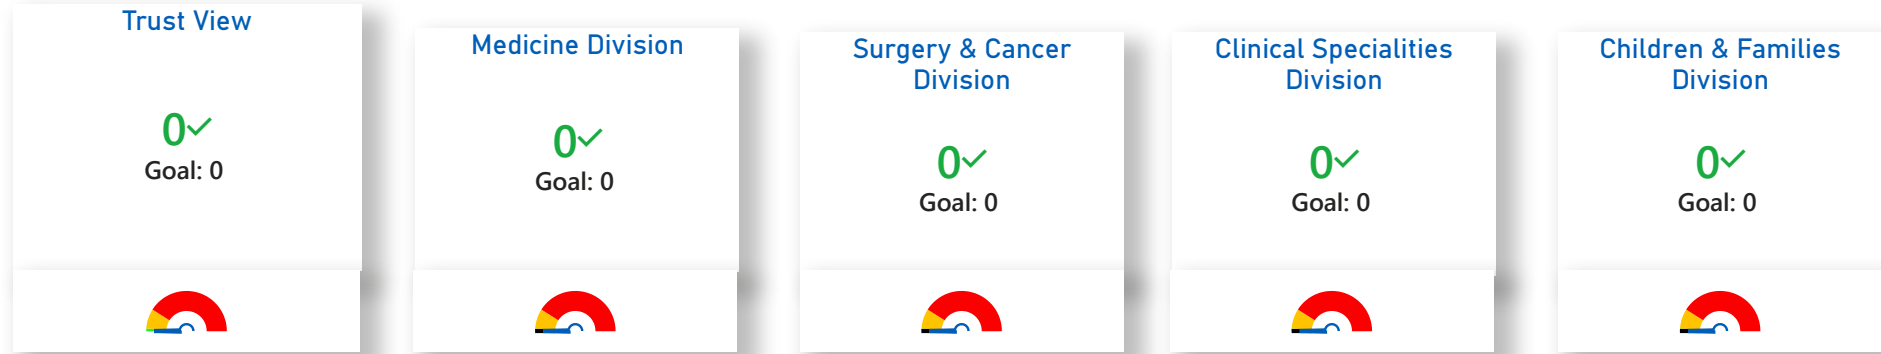 Trust View
0
Goal: 0
Medicine Division
0
Goal: 0
Surgery & Cancer
Division
0
Goal: 0
Clinical Specialities
Division
0
Goal: 0
Children & Families
Division
0
Goal: 0